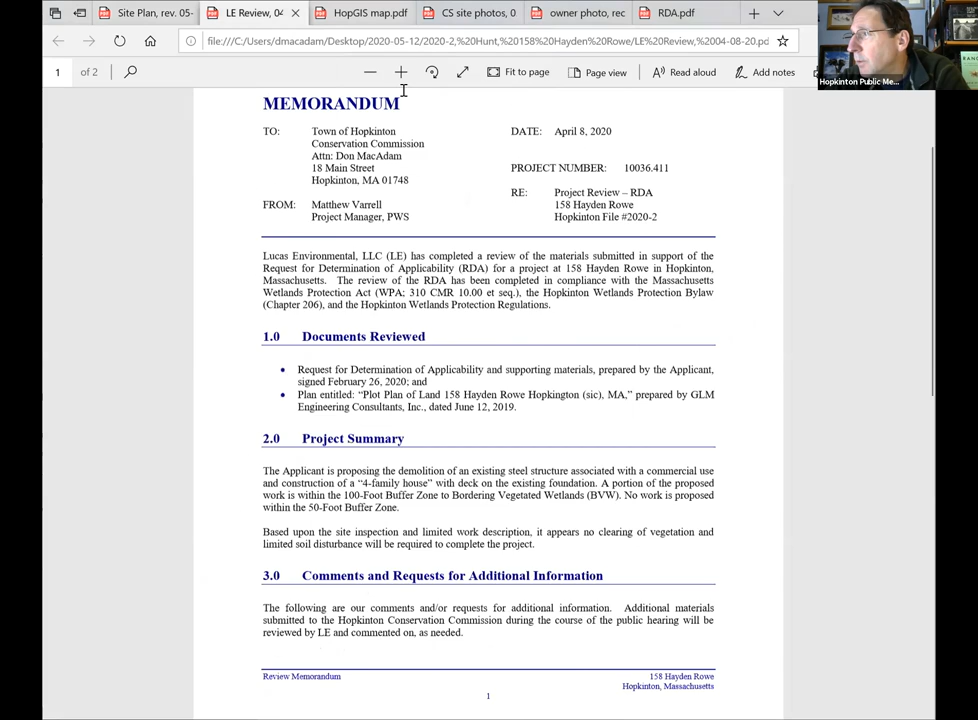 Site Plan, rev. 05-
LE Review, 04
HopGIS map.pdf
CS site photos, 0
owner photo, rec
RDA.pdf
file:///C:/Users/dmacadam/Desktop/2020-05-12/2020-2,%20Hunt,%20158%20Hayden%20Rowe/LE%20Review,%2004-08-20.pd
1 of 2
Fit to page
Page view
Read aloud
Add notes
Hopkinton Public Me...
MEMORANDUM
TO: Town of Hopkinton
Conservation Commission
Attn: Don MacAdam
18 Main Street
Hopkinton, MA 01748
DATE: April 8, 2020
PROJECT NUMBER: 10036.411
RE: Project Review – RDA
158 Hayden Rowe
Hopkinton File #2020-2
FROM: Matthew Varrell
Project Manager, PWS
Lucas Environmental, LLC (LE) has completed a review of the materials submitted in support of the
Request for Determination of Applicability (RDA) for a project at 158 Hayden Rowe in Hopkinton,
Massachusetts. The review of the RDA has been completed in compliance with the Massachusetts
Wetlands Protection Act (WPA; 310 CMR 10.00 et seq.), the Hopkinton Wetlands Protection Bylaw
(Chapter 206), and the Hopkinton Wetlands Protection Regulations.
1.0 Documents Reviewed
• Request for Determination of Applicability and supporting materials, prepared by the Applicant,
signed February 26, 2020; and
• Plan entitled: “Plot Plan of Land 158 Hayden Rowe Hopkington (sic), MA,” prepared by GLM
Engineering Consultants, Inc., dated June 12, 2019.
2.0 Project Summary
The Applicant is proposing the demolition of an existing steel structure associated with a commercial use
and construction of a “4-family house” with deck on the existing foundation. A portion of the proposed
work is within the 100-Foot Buffer Zone to Bordering Vegetated Wetlands (BVW). No work is proposed
within the 50-Foot Buffer Zone.
Based upon the site inspection and limited work description, it appears no clearing of vegetation and
limited soil disturbance will be required to complete the project.
3.0 Comments and Requests for Additional Information
The following are our comments and/or requests for additional information. Additional materials
submitted to the Hopkinton Conservation Commission during the course of the public hearing will be
reviewed by LE and commented on, as needed.
Review Memorandum
158 Hayden Rowe
Hopkinton, Massachusetts
1